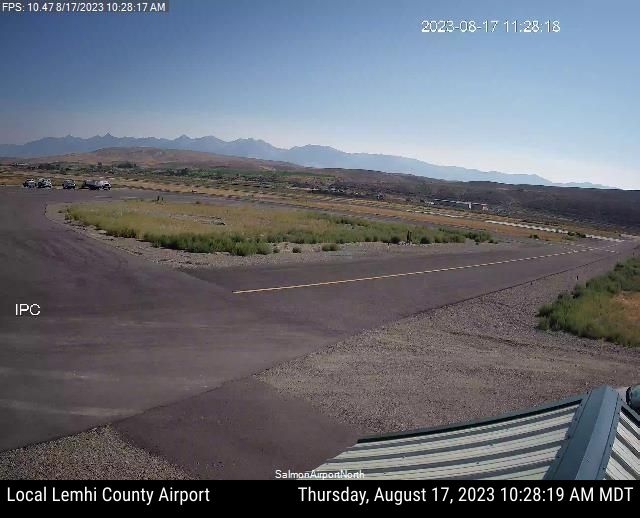 FPS: 10.47 8/17/2023 10:28:17 AM MDT
2023-08-17 11:28:18
IPC
SalmonAirportNorth
Local Lemhi County Airport Thursday, August 17, 2023 10:28:19 AM MDT